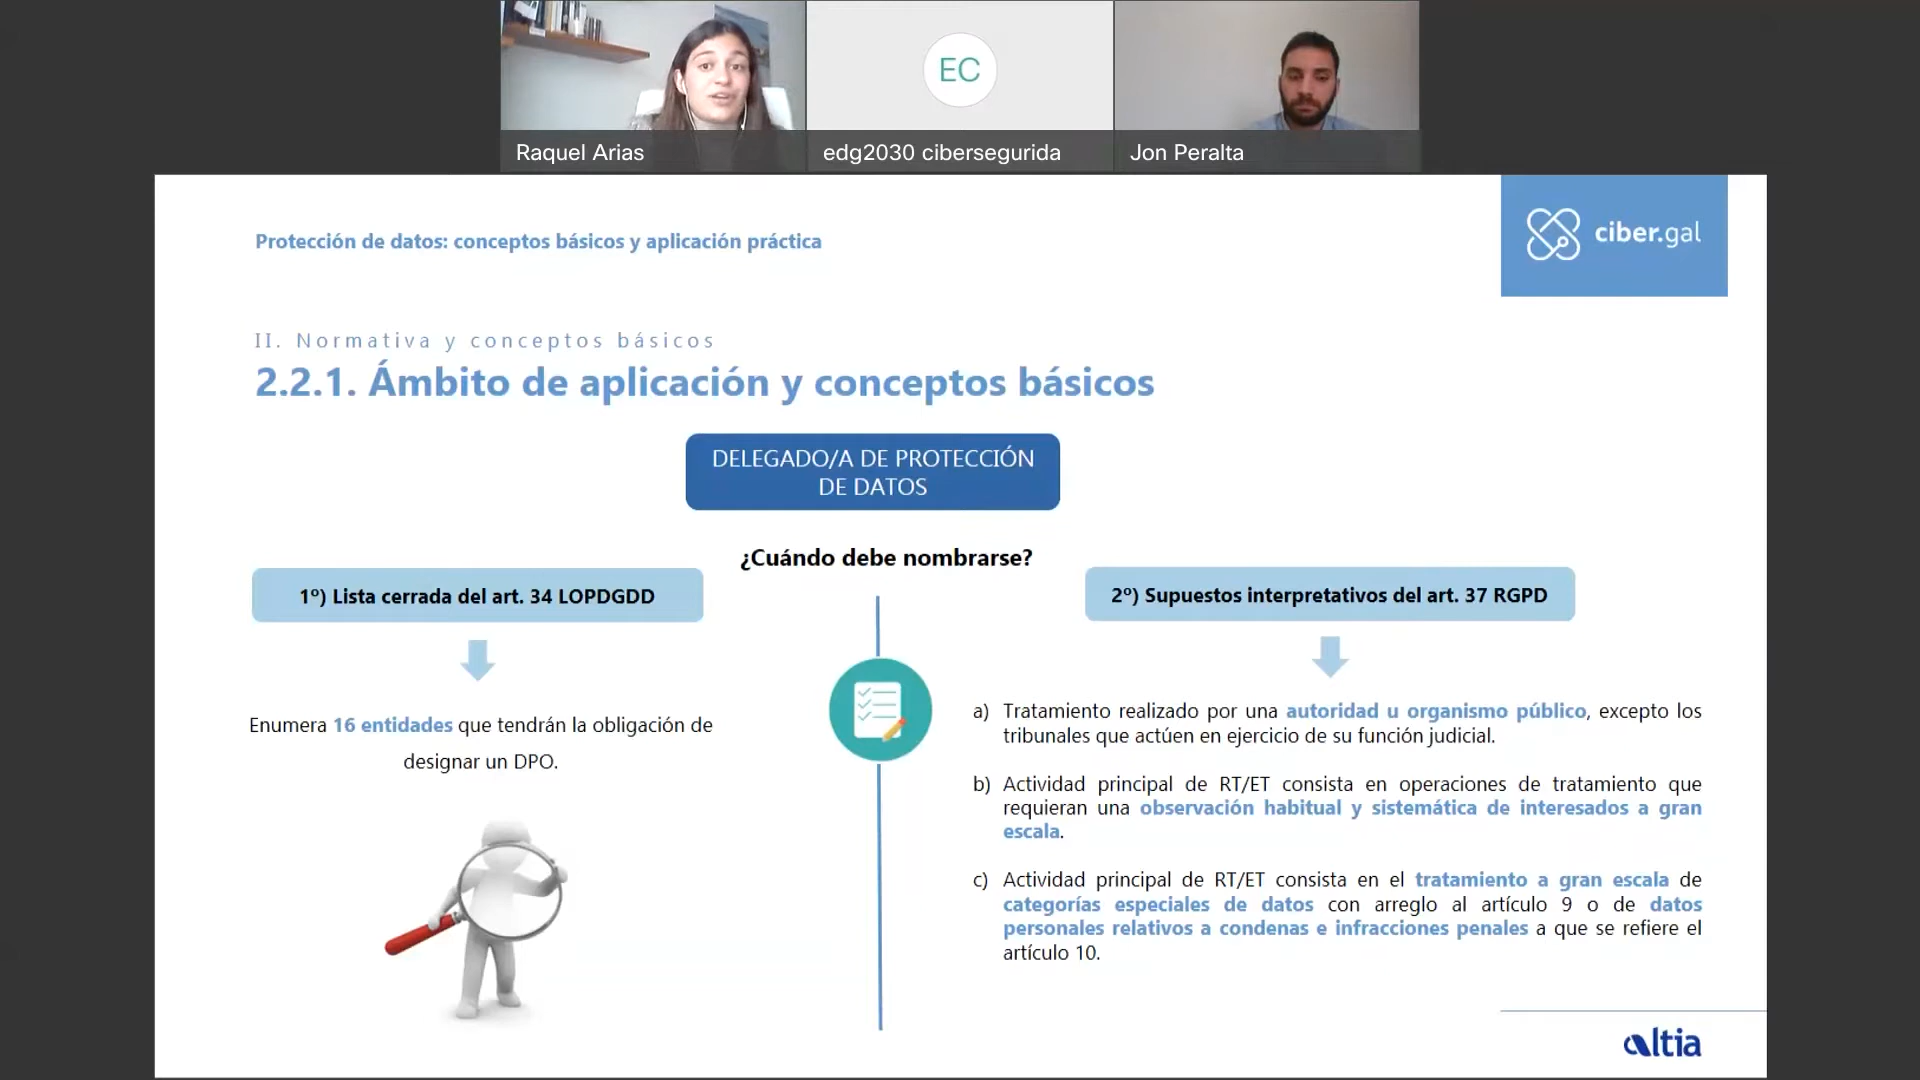 EC
Raquel Arias
edg2030 cibersegurida
Jon Peralta
Protección de datos: conceptos básicos y aplicación práctica
ciber.gal
II. Normativa y conceptos básicos
2.2.1. Ámbito de aplicación y conceptos básicos
DELEGADO/A DE PROTECCIÓN
DE DATOS
¿Cuándo debe nombrarse?
1º) Lista cerrada del art. 34 LOPDGDD
Enumera 16 entidades que tendrán la obligación de
designar un DPO.
2º) Supuestos interpretativos del art. 37 RGPD
a) Tratamiento realizado por una autoridad u organismo público, excepto los
tribunales que actúen en ejercicio de su función judicial.
b) Actividad principal de RT/ET consista en operaciones de tratamiento que
requieran una observación habitual y sistemática de interesados a gran
escala.
c) Actividad principal de RT/ET consista en el tratamiento a gran escala de
categorías especiales de datos con arreglo al artículo 9 o de datos
personales relativos a condenas e infracciones penales a que se refiere el
artículo 10.
altia